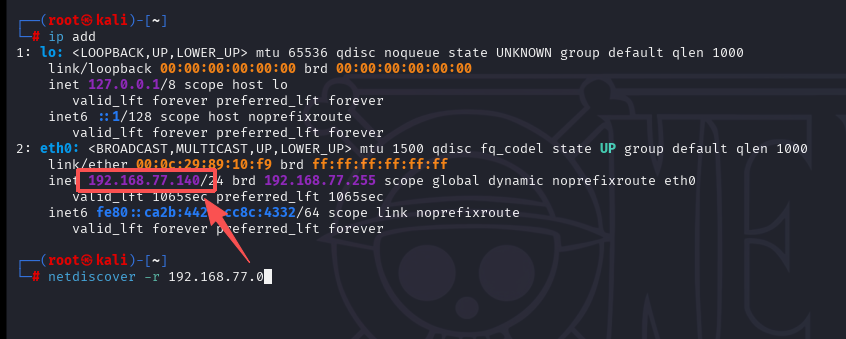 ┌──(root㉿kali)-[~]
└─# ip add
1: lo: <LOOPBACK,UP,LOWER_UP> mtu 65536 qdisc noqueue state UNKNOWN group default qlen 1000
    link/loopback 00:00:00:00:00:00 brd 00:00:00:00:00:00
    inet 127.0.0.1/8 scope host lo
       valid_lft forever preferred_lft forever
    inet6 ::1/128 scope host noprefixroute
       valid_lft forever preferred_lft forever
2: eth0: <BROADCAST,MULTICAST,UP,LOWER_UP> mtu 1500 qdisc fq_codel state UP group default qlen 1000
    link/ether 00:0c:29:89:10:f9 brd ff:ff:ff:ff:ff:ff
    inet 192.168.77.140/24 brd 192.168.77.255 scope global dynamic noprefixroute eth0
       valid_lft 1065sec preferred_lft 1065sec
    inet6 fe80::ca2b:442 cc8c:4332/64 scope link noprefixroute
       valid_lft forever preferred_lft forever
┌──(root㉿kali)-[~]
└─# netdiscover -r 192.168.77.0